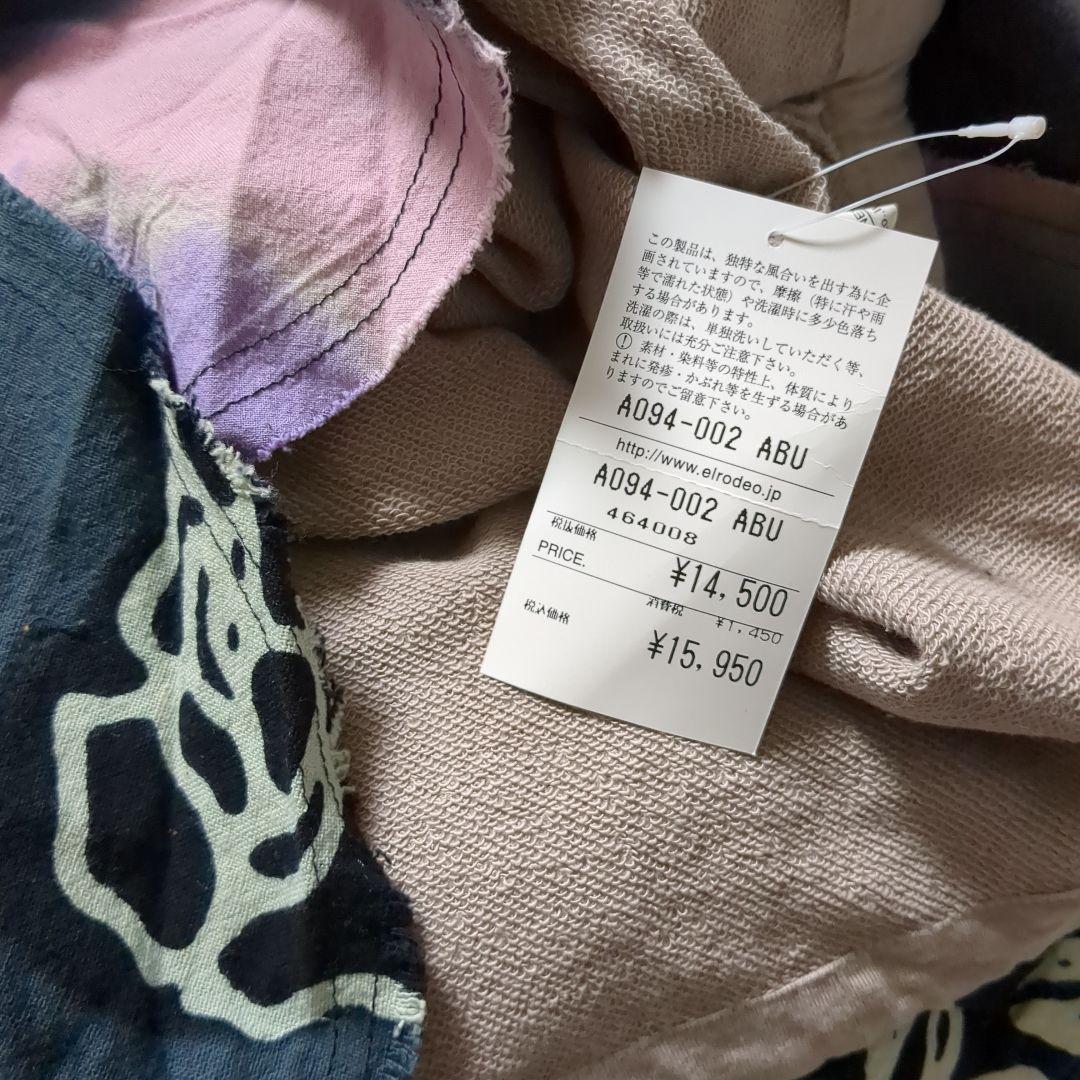 この製品は、独特な風合いを出す為に企
画されていますので、摩擦（特に汗や雨
等で濡れた状態）や洗濯時に多少色落ち
する場合があります。
洗濯の際は、単独洗いしていただく等、
取扱いには充分ご注意下さい。
! 素材・染料等の特性上、体質により
まれに発疹・かぶれ等を生ずる場合があ
りますのでご留意下さい。
A094-002 ABU
http://www.elrodeo.jp
A094-002 ABU
464008
税込価格
PRICE. ¥14,500
消費税 ¥1,450
税込価格 ¥15,950